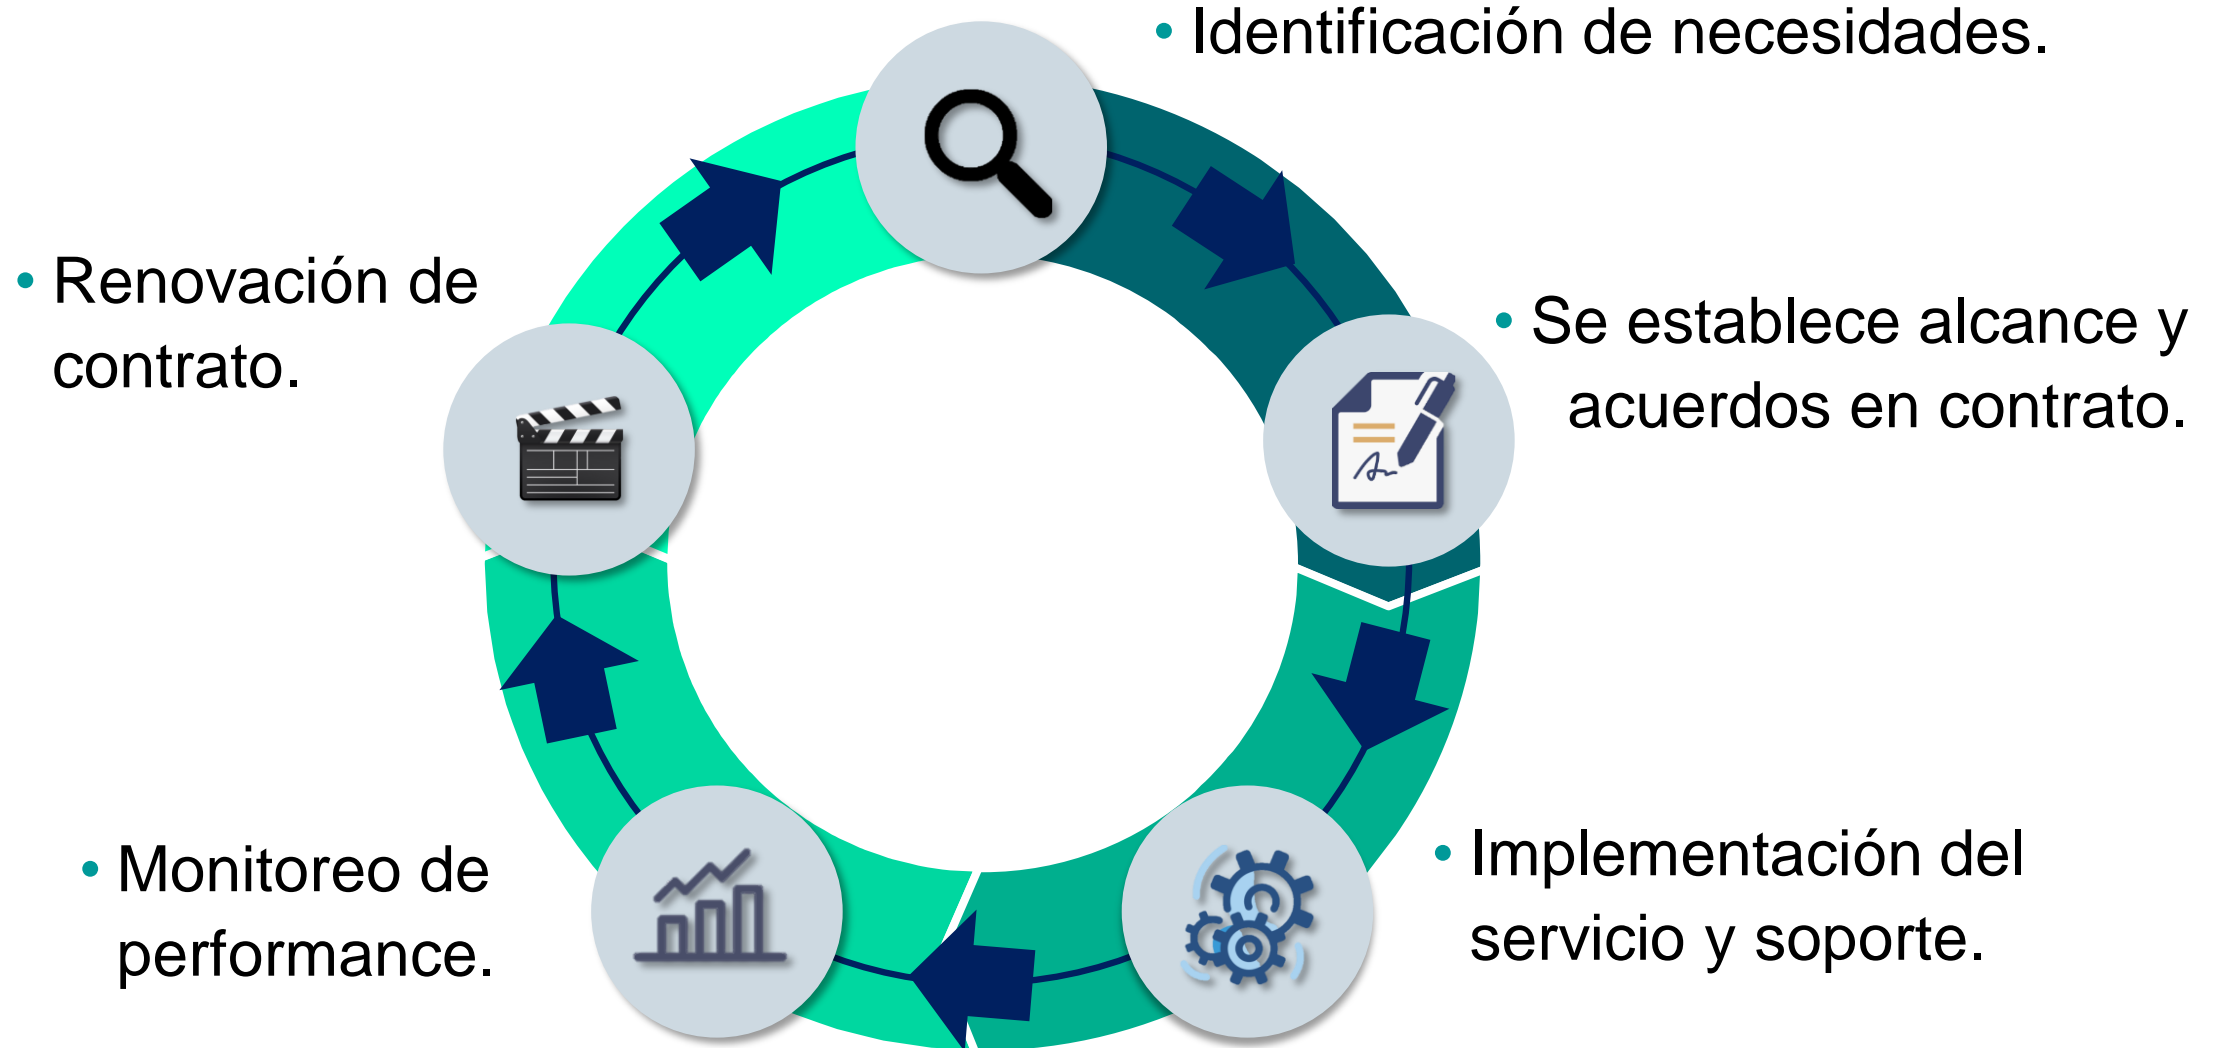 • Identificación de necesidades.
• Se establece alcance y
acuerdos en contrato.
• Implementación del
servicio y soporte.
• Monitoreo de
performance.
• Renovación de
contrato.